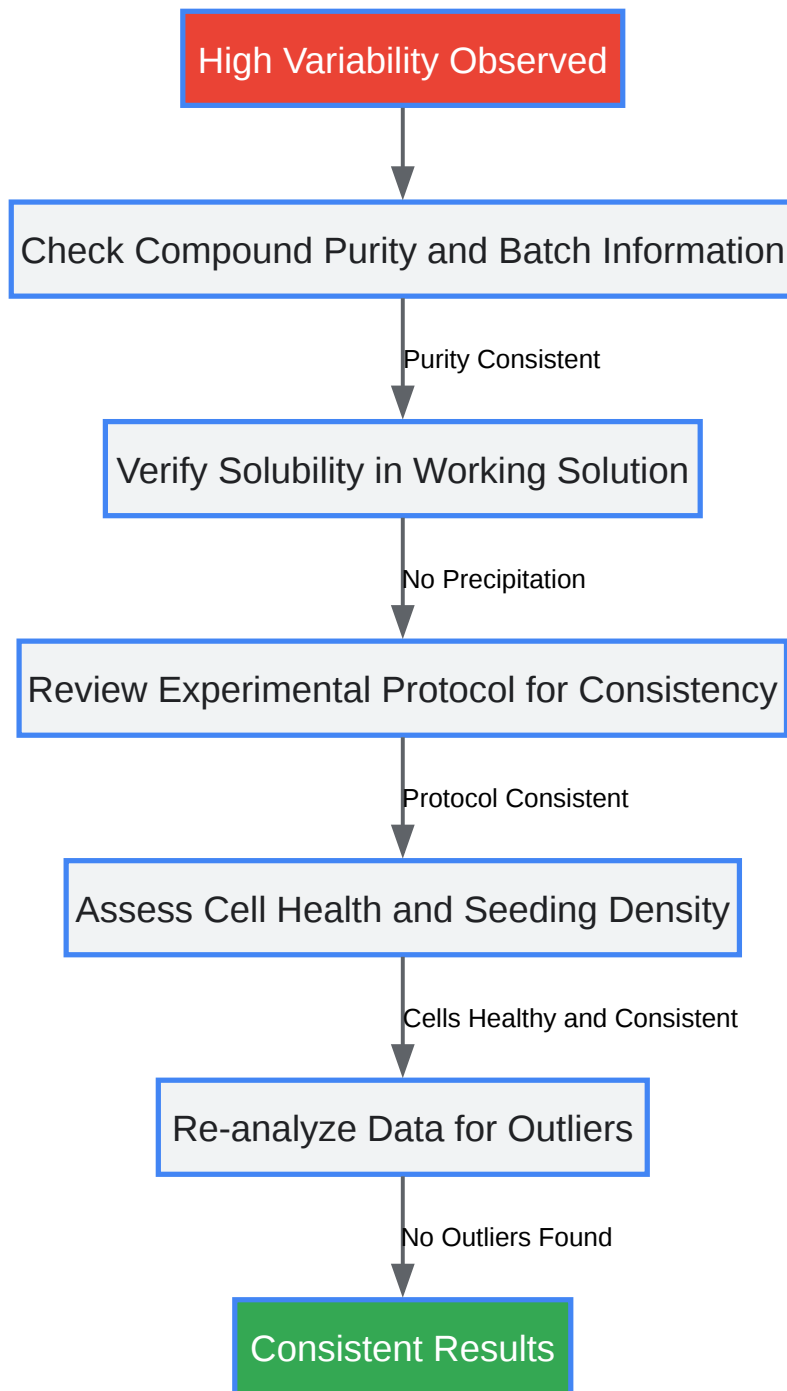 High Variability Observed
Check Compound Purity and Batch Information
Purity Consistent
Verify Solubility in Working Solution
No Precipitation
Review Experimental Protocol for Consistency
Protocol Consistent
Assess Cell Health and Seeding Density
Cells Healthy and Consistent
Re-analyze Data for Outliers
No Outliers Found
Consistent Results